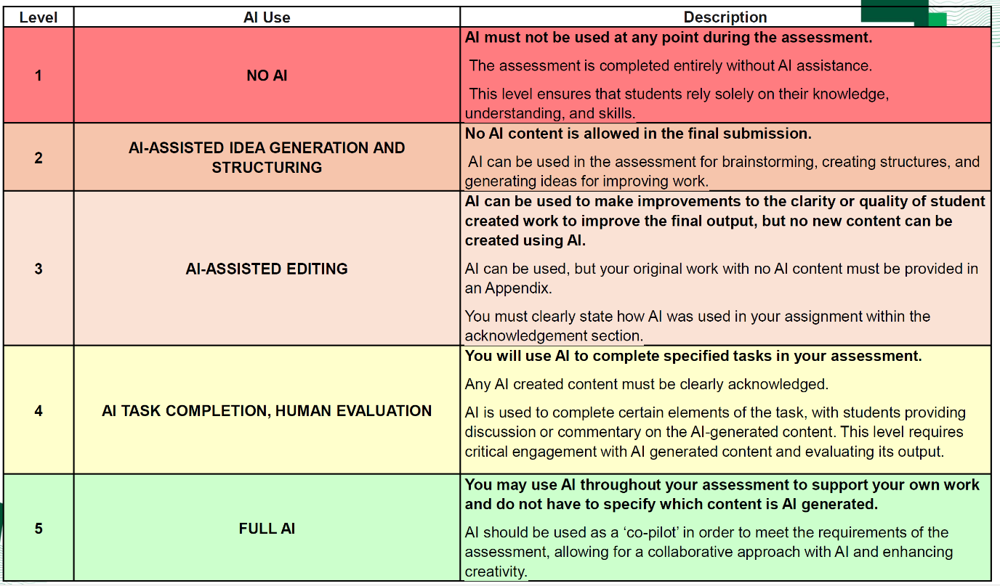 Level AI Use Description
AI must not be used at any point during the assessment.
The assessment is completed entirely without AI assistance.
1 NO AI
This level ensures that students rely solely on their knowledge,
understanding, and skills.
No AI content is allowed in the final submission.
2 AI-ASSISTED IDEA GENERATION AND
STRUCTURING
AI can be used in the assessment for brainstorming, creating structures, and
generating ideas for improving work.
AI can be used to make improvements to the clarity or quality of student
created work to improve the final output, but no new content can be
created using AI.
3 AI-ASSISTED EDITING
AI can be used, but your original work with no AI content must be provided in
an Appendix.
You must clearly state how AI was used in your assignment within the
acknowledgement section.
You will use AI to complete specified tasks in your assessment.
Any AI created content must be clearly acknowledged.
4 AI TASK COMPLETION, HUMAN EVALUATION
AI is used to complete certain elements of the task, with students providing
discussion or commentary on the AI-generated content. This level requires
critical engagement with AI generated content and evaluating its output.
You may use AI throughout your assessment to support your own work
and do not have to specify which content is AI generated.
5 FULL AI
AI should be used as a ‘co-pilot’ in order to meet the requirements of the
assessment, allowing for a collaborative approach with AI and enhancing
creativity.